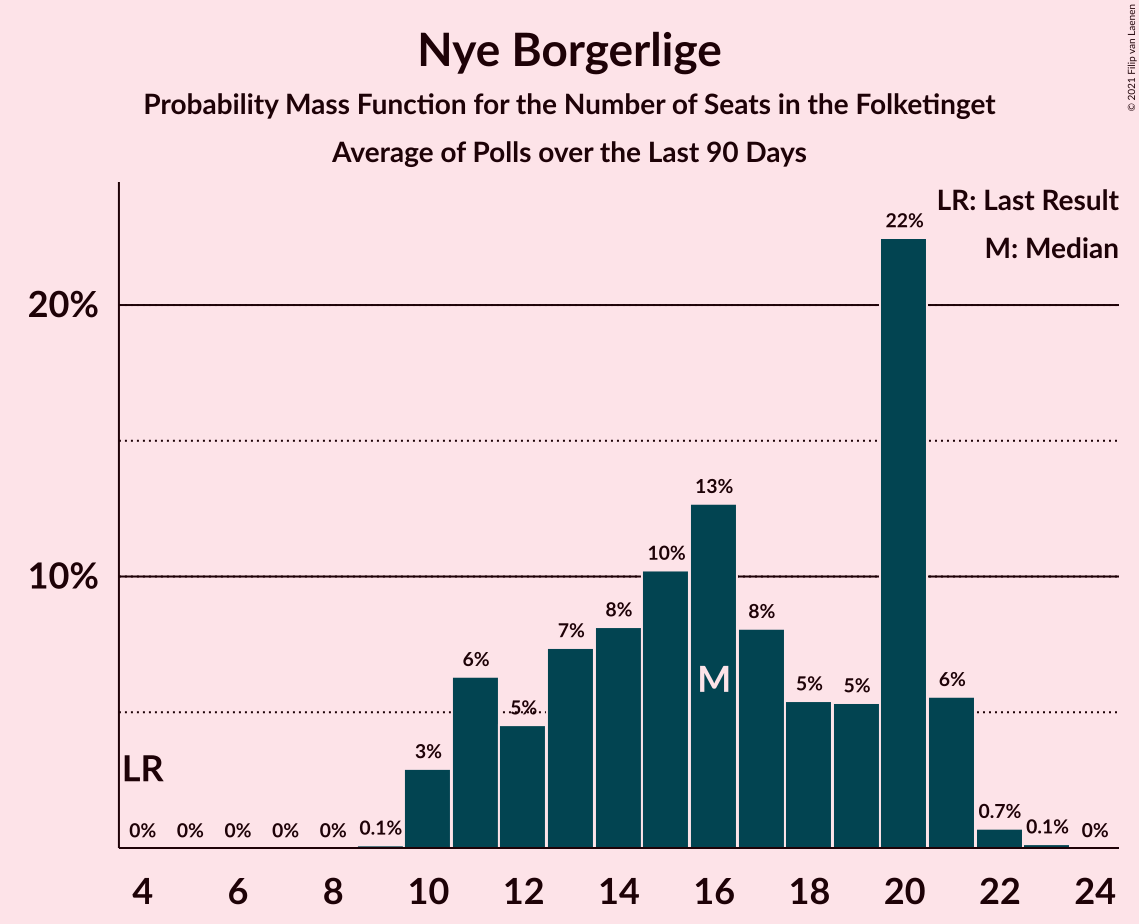 Nye Borgerlige
Probability Mass Function for the Number of Seats in the Folketinget
Average of Polls over the Last 90 Days
© 2021 Filip van Laenen
LR: Last Result
M: Median
20%
10%
LR
M
0%
0%
0%
0%
0%
0.1%
3%
6%
5%
7%
8%
10%
13%
8%
5%
5%
22%
6%
0.7%
0.1%
0%
4 6 8 10 12 14 16 18 20 22 24